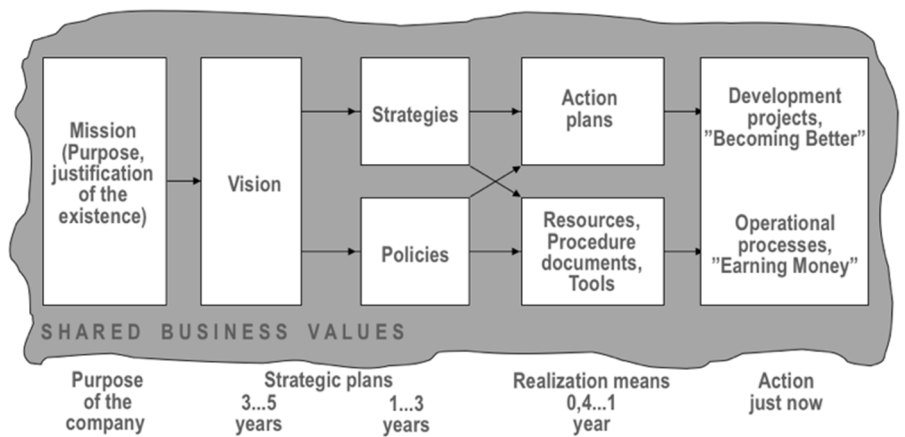 Mission
(Purpose,
justification
of the
existence)
Vision
Strategies
Policies
Action
plans
Resources,
Procedure
documents,
Tools
Development
projects,
”Becoming Better”
Operational
processes,
”Earning Money”
SHARED BUSINESS VALUES
Purpose
of the
company
Strategic plans
3...5
years
1...3
years
Realization means
0,4...1
year
Action
just now